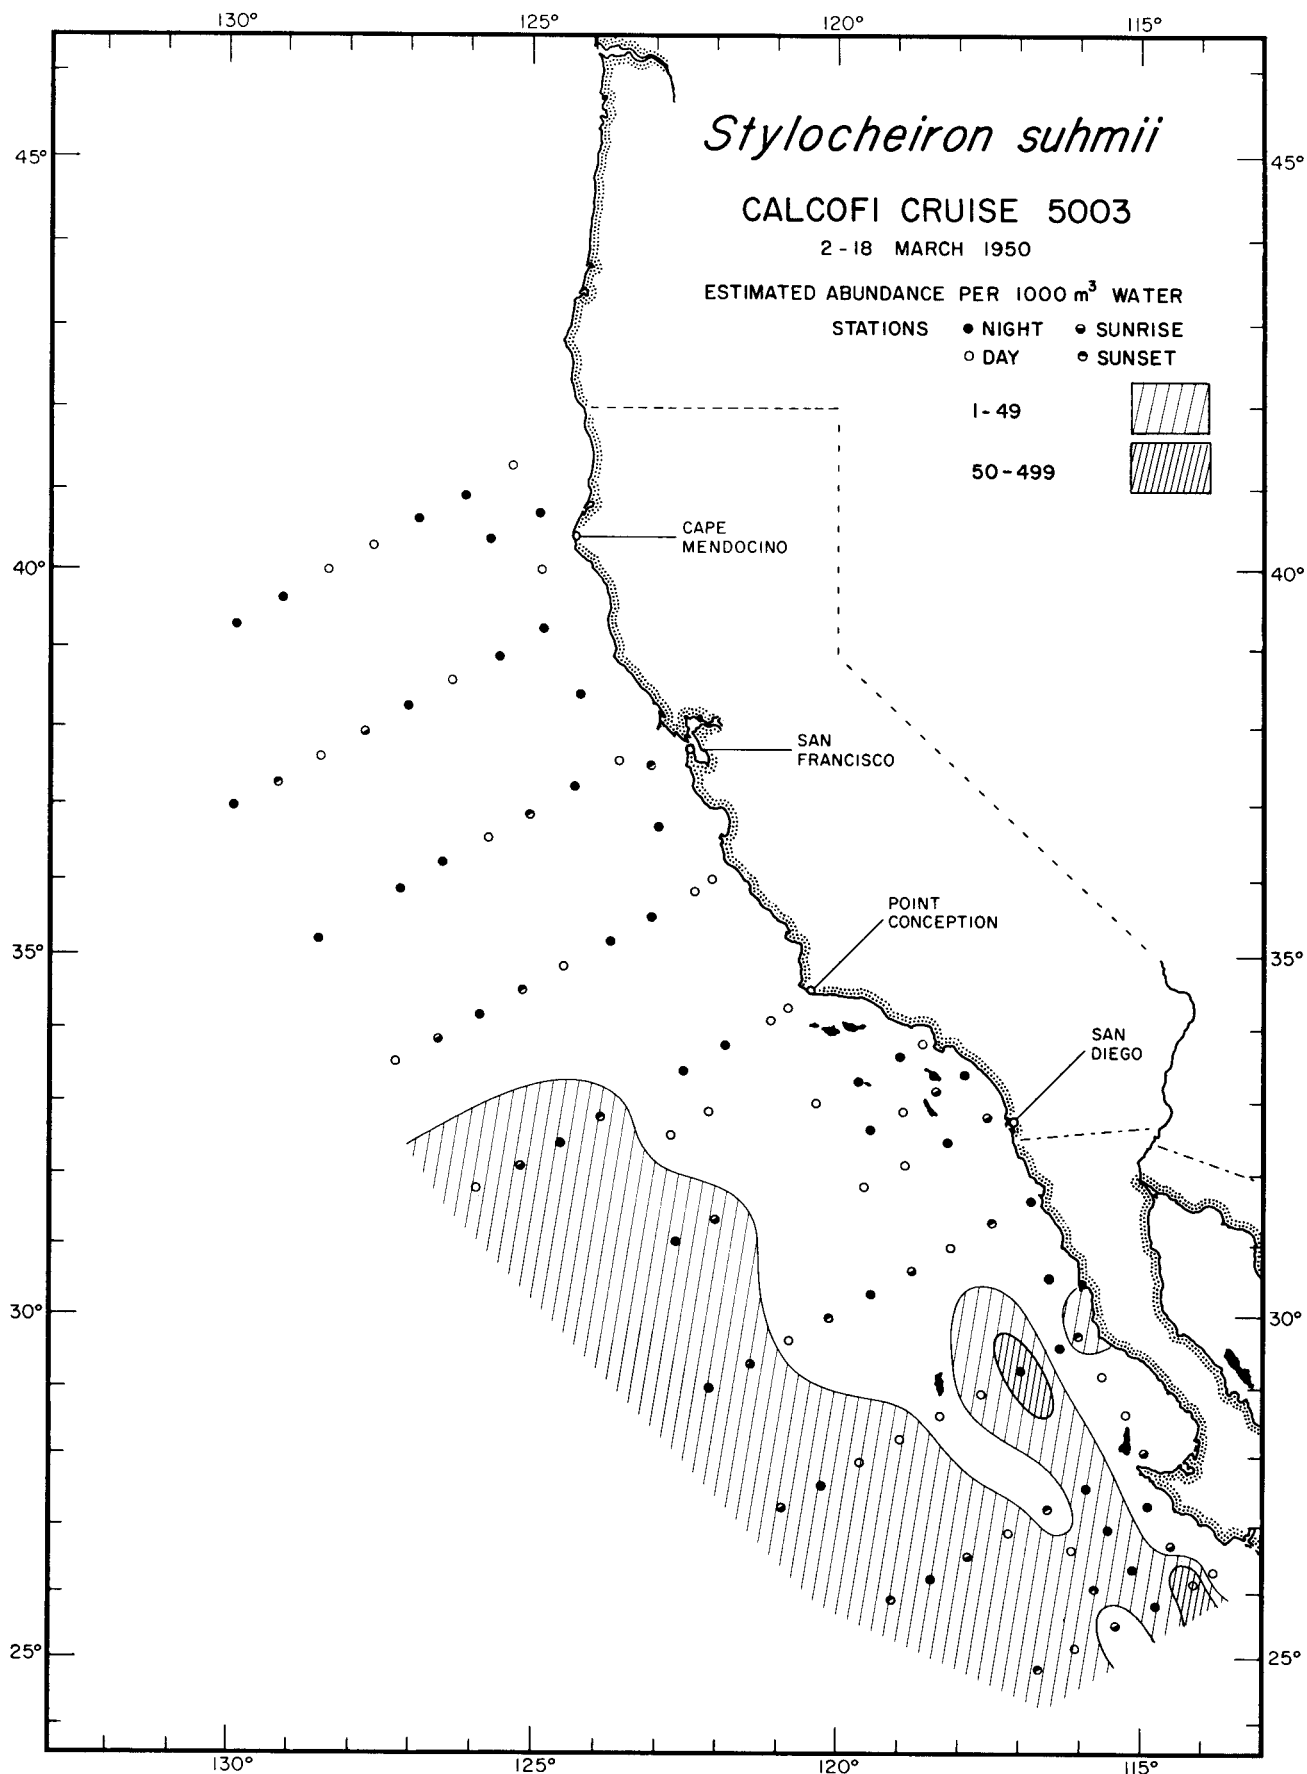 130° 125° 120° 115°
Stylocheiron suhmii
45° 45°
CALCOFI CRUISE 5003
2-18 MARCH 1950
ESTIMATED ABUNDANCE PER 1000 m³ WATER
STATIONS NIGHT SUNRISE
DAY SUNSET
1-49
50-499
CAPE
MENDOCINO
40° 40°
SAN
FRANCISCO
POINT
CONCEPTION
35° 35°
SAN
DIEGO
30° 30°
25° 25°
130° 125° 120° 115°